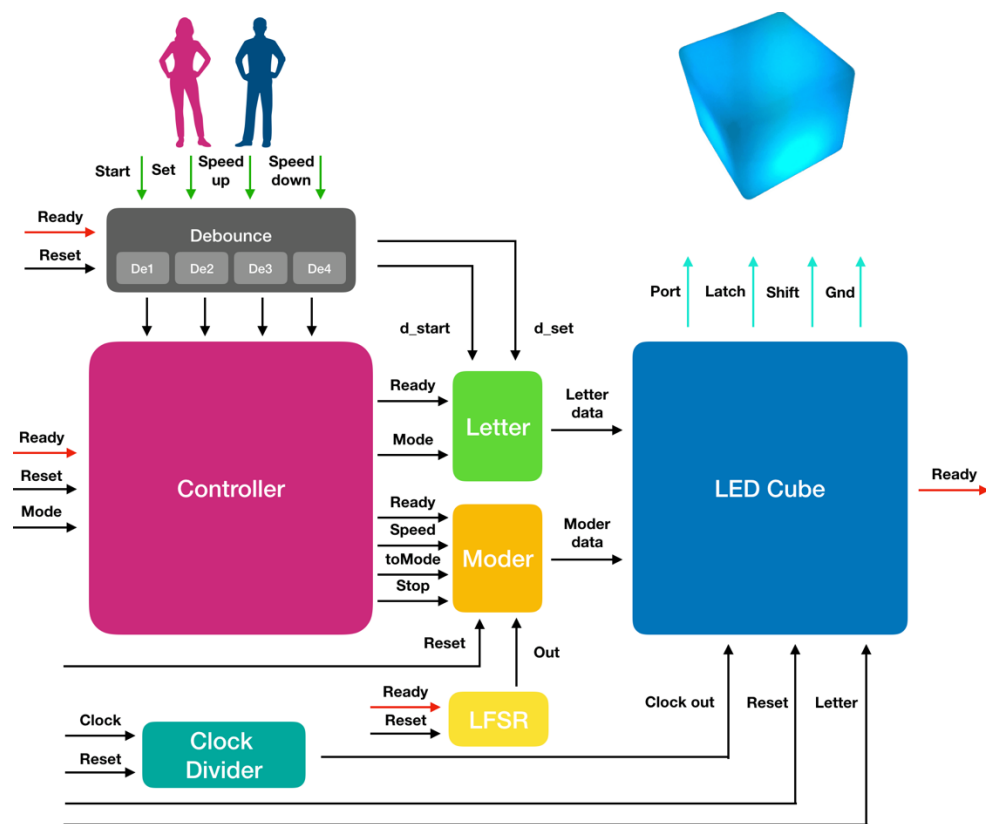 Start
Set
Speed
up
Speed
down
Ready
Reset
Debounce
De1
De2
De3
De4
Port
Latch
Shift
Gnd
d_start
d_set
Ready
Mode
Letter
Letter
data
Ready
Reset
Mode
Controller
LED Cube
Ready
Ready
Speed
toMode
Stop
Moder
Moder
data
Reset
Out
Ready
Reset
LFSR
Clock out
Reset
Letter
Clock
Reset
Clock
Divider